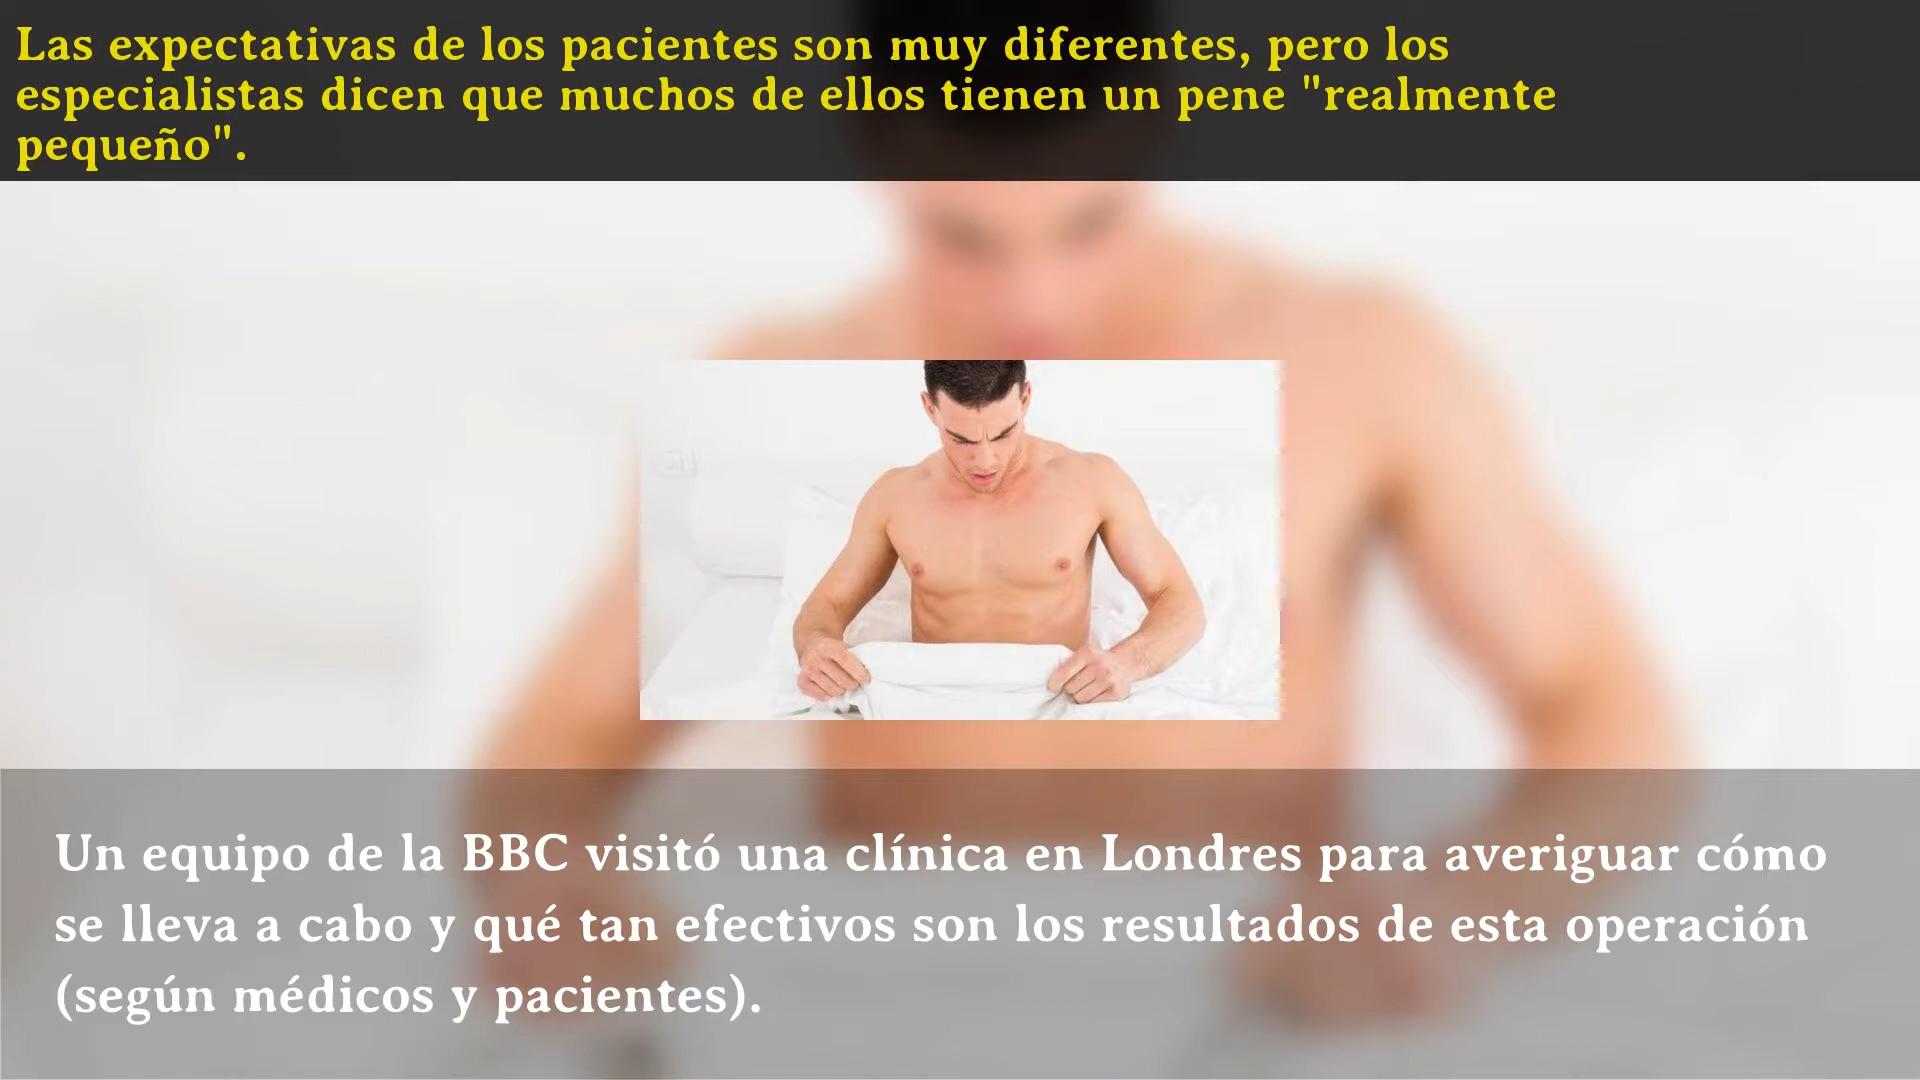 Las expectativas de los pacientes son muy diferentes, pero los
especialistas dicen que muchos de ellos tienen un pene "realmente
pequeño".
Un equipo de la BBC visitó una clínica en Londres para averiguar cómo
se lleva a cabo y qué tan efectivos son los resultados de esta operación
(según médicos y pacientes).